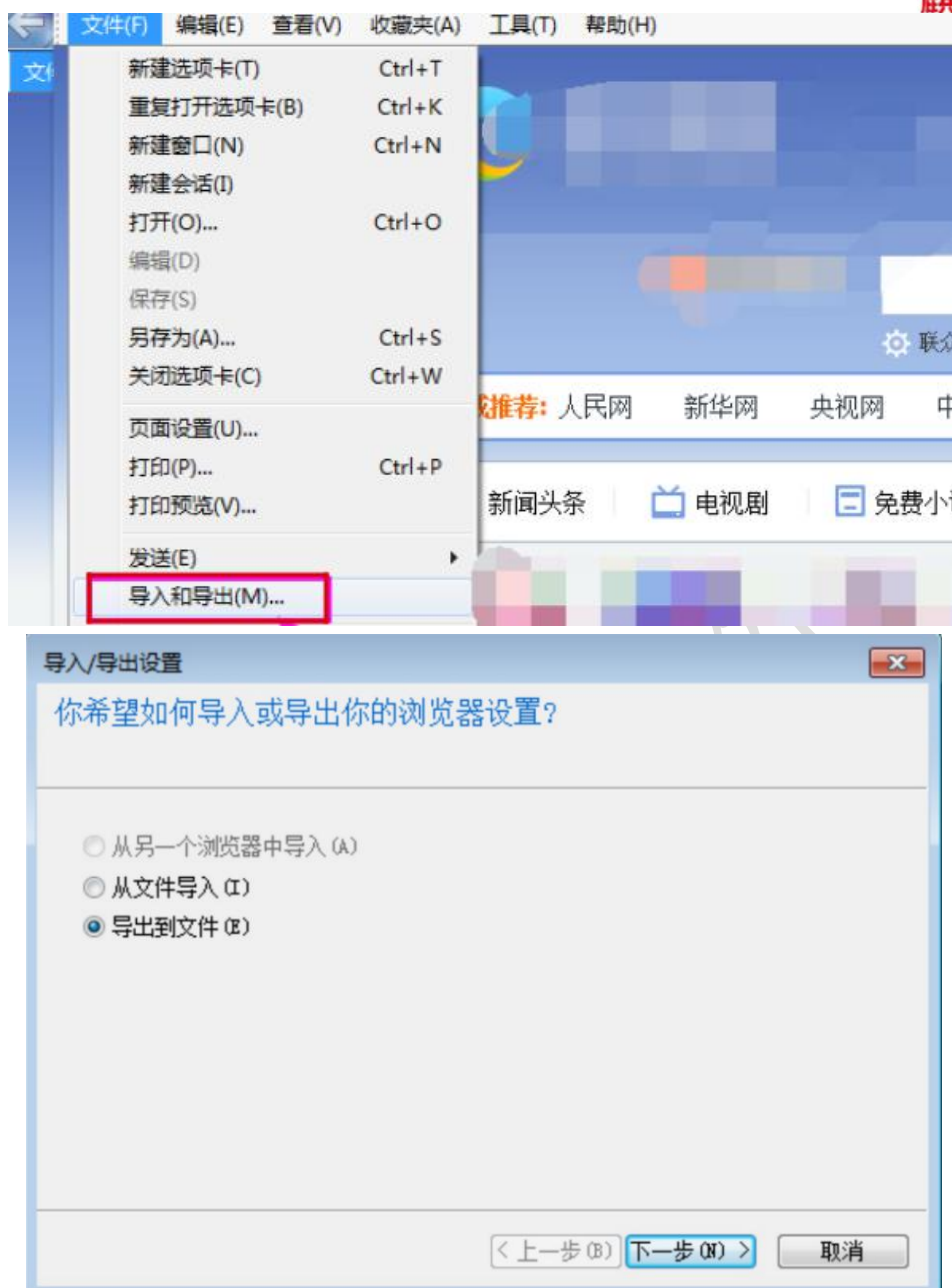 文件(F) 编辑(E) 查看(V) 收藏夹(A) 工具(T) 帮助(H)
新建选项卡(T) Ctrl+T
重复打开选项卡(B) Ctrl+K
新建窗口(N) Ctrl+N
新建会话(I)
打开(O)... Ctrl+O
编辑(D)
保存(S)
另存为(A)... Ctrl+S
关闭选项卡(C) Ctrl+W
页面设置(U)...
打印(P)... Ctrl+P
打印预览(V)...
发送(E)
导入和导出(M)...
推荐: 人民网 新华网 央视网
新闻头条 电视剧 免费小
导入/导出设置
你希望如何导入或导出你的浏览器设置?
从另一个浏览器中导入(A)
从文件导入(I)
导出到文件(E)
< 上一步(B) 下一步(N) > 取消